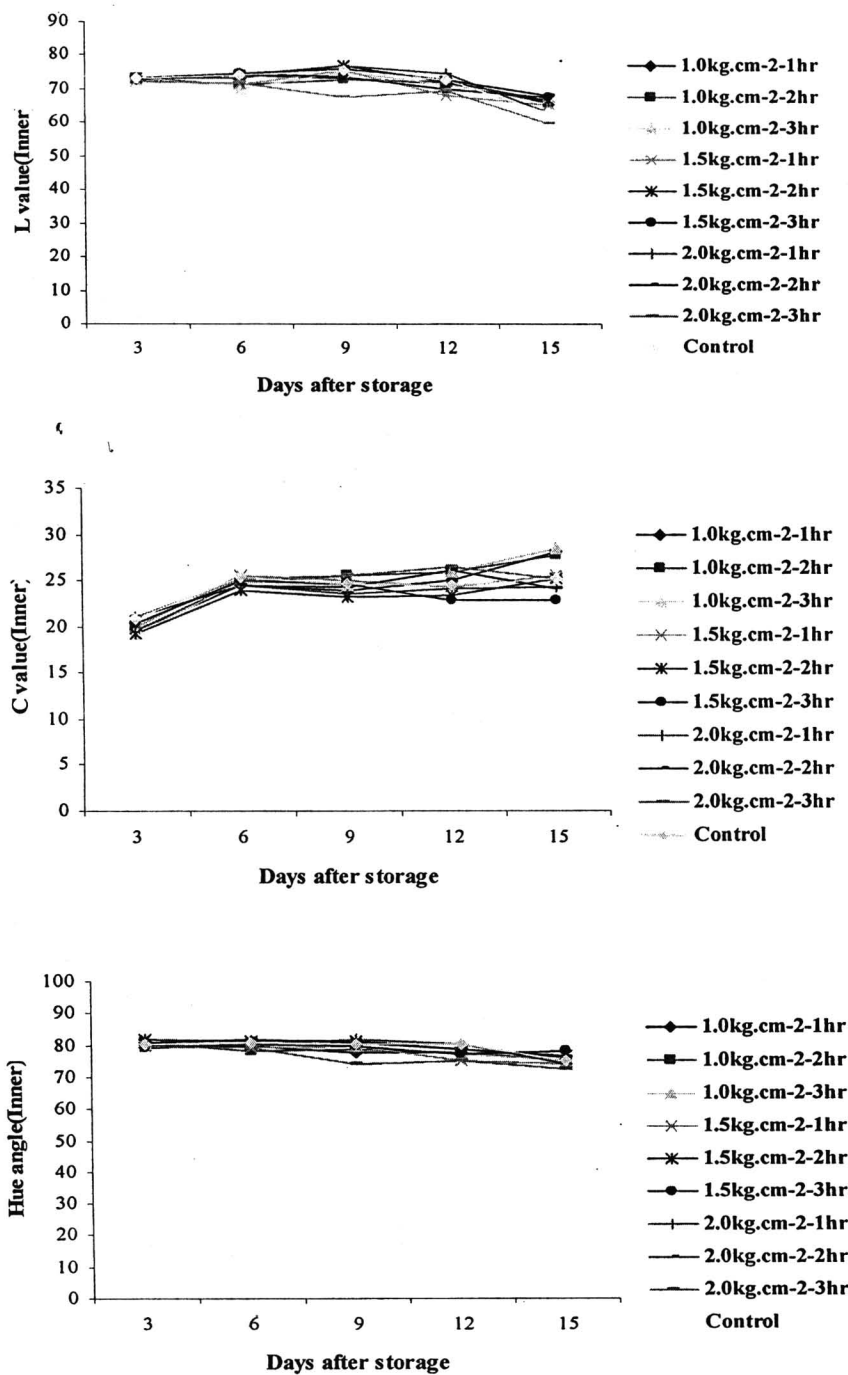 90
80
70
60
50
40
30
20
10
0
L value(Inner
3 6 9 12 15
Days after storage
1.0kg.cm-2-1hr
1.0kg.cm-2-2hr
1.0kg.cm-2-3hr
1.5kg.cm-2-1hr
1.5kg.cm-2-2hr
1.5kg.cm-2-3hr
2.0kg.cm-2-1hr
2.0kg.cm-2-2hr
2.0kg.cm-2-3hr
Control
35
30
25
20
15
10
5
0
C value(Inner)
3 6 9 12 15
Days after storage
1.0kg.cm-2-1hr
1.0kg.cm-2-2hr
1.0kg.cm-2-3hr
1.5kg.cm-2-1hr
1.5kg.cm-2-2hr
1.5kg.cm-2-3hr
2.0kg.cm-2-1hr
2.0kg.cm-2-2hr
2.0kg.cm-2-3hr
Control
100
90
80
70
60
50
40
30
20
10
0
Hue angle(Inner)
3 6 9 12 15
Days after storage
1.0kg.cm-2-1hr
1.0kg.cm-2-2hr
1.0kg.cm-2-3hr
1.5kg.cm-2-1hr
1.5kg.cm-2-2hr
1.5kg.cm-2-3hr
2.0kg.cm-2-1hr
2.0kg.cm-2-2hr
2.0kg.cm-2-3hr
Control